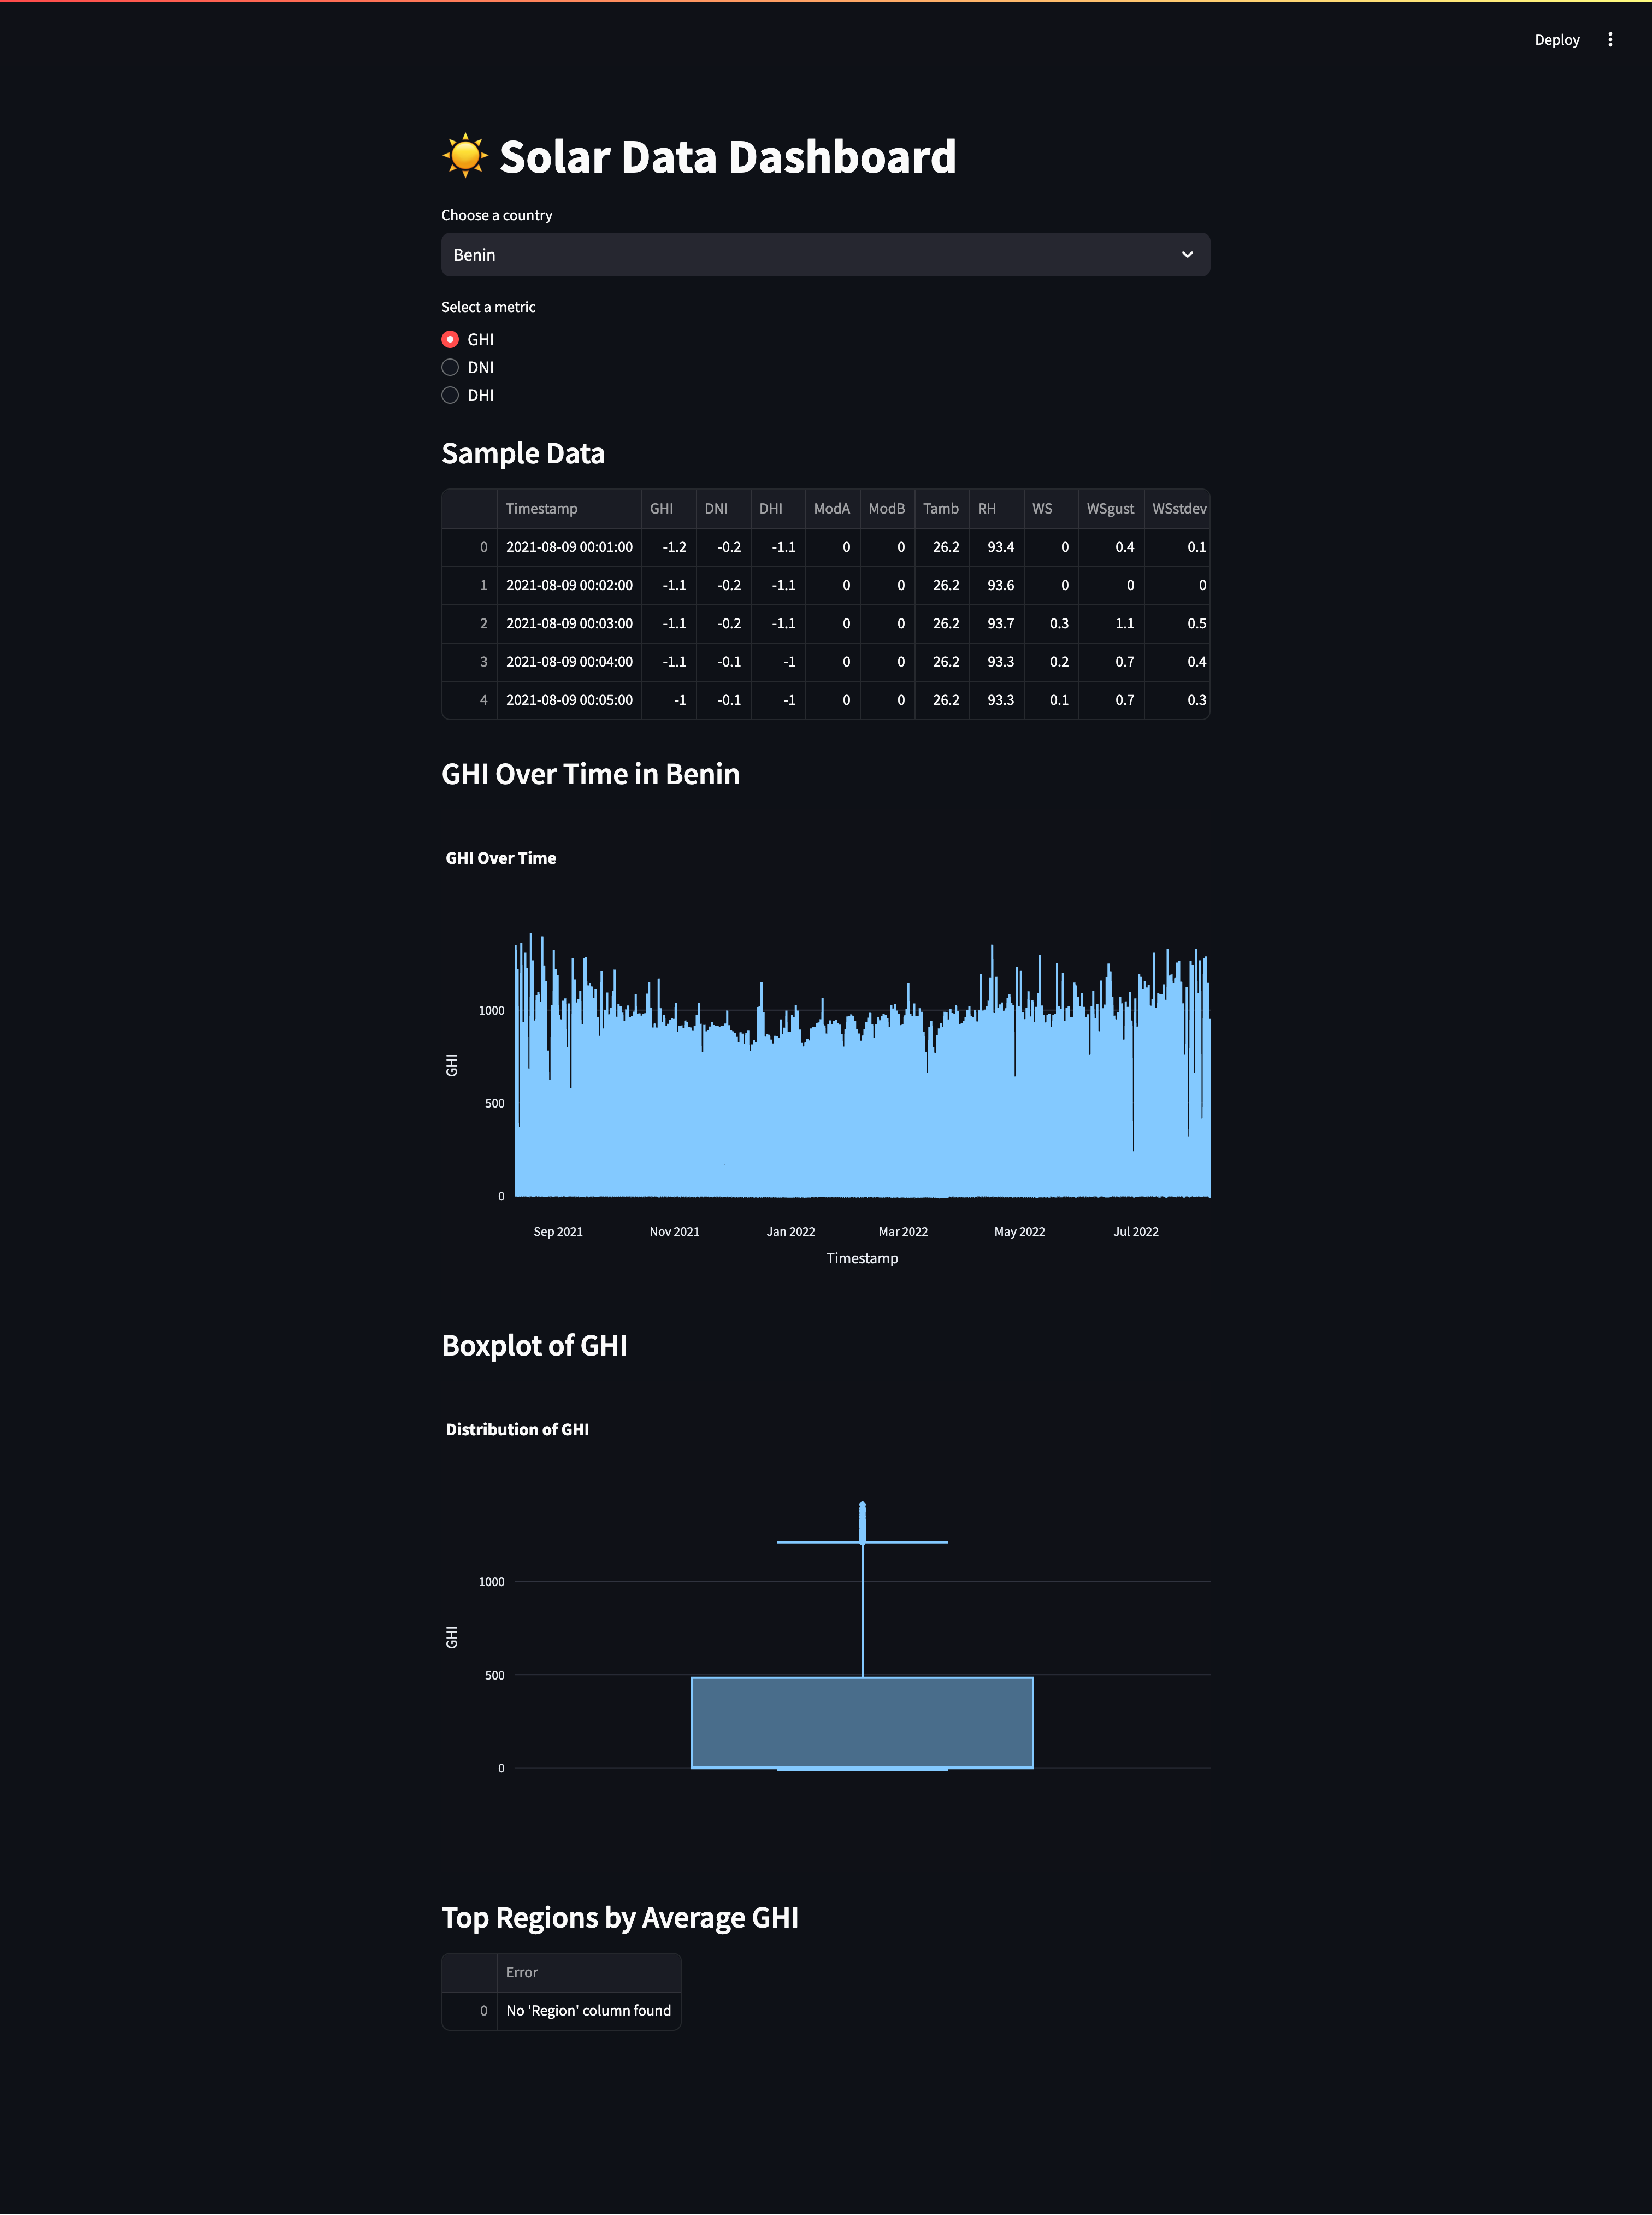 Deploy
☀️ Solar Data Dashboard
Choose a country
Benin
Select a metric
GHI
DNI
DHI
Sample Data
Timestamp GHI DNI DHI ModA ModB Tamb RH WS WSgust WSstdev
0 2021-08-09 00:01:00 -1.2 -0.2 -1.1 0 0 26.2 93.4 0 0.4 0.1
1 2021-08-09 00:02:00 -1.1 -0.2 -1.1 0 0 26.2 93.6 0 0 0
2 2021-08-09 00:03:00 -1.1 -0.2 -1.1 0 0 26.2 93.7 0.3 1.1 0.5
3 2021-08-09 00:04:00 -1.1 -0.1 -1 0 0 26.2 93.3 0.2 0.7 0.4
4 2021-08-09 00:05:00 -1 -0.1 -1 0 0 26.2 93.3 0.1 0.7 0.3
GHI Over Time in Benin
GHI Over Time
1000
GHI
500
0
Sep 2021 Nov 2021 Jan 2022 Mar 2022 May 2022 Jul 2022
Timestamp
Boxplot of GHI
Distribution of GHI
1000
GHI
500
0
Top Regions by Average GHI
Error
0 No 'Region' column found